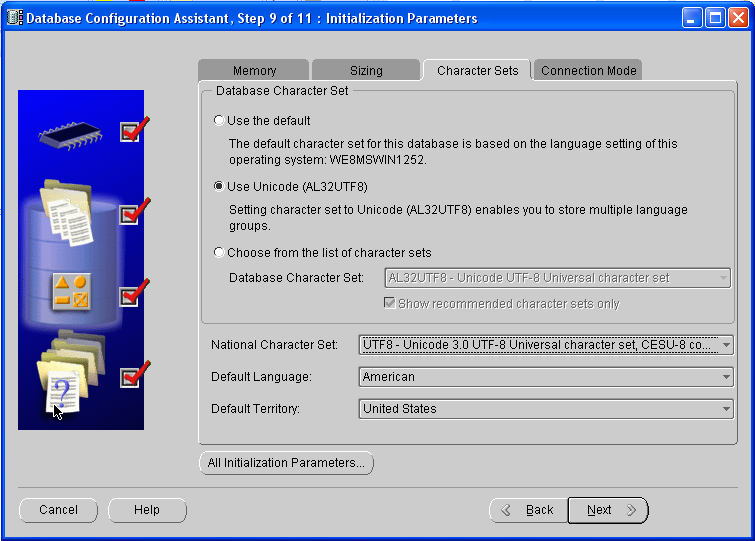 Database Configuration Assistant, Step 9 of 11 : Initialization Parameters
Memory
Sizing
Character Sets
Connection Mode
Database Character Set
Use the default
The default character set for this database is based on the language setting of this
operating system: WE8MSWIN1252.
Use Unicode (AL32UTF8)
Setting character set to Unicode (AL32UTF8) enables you to store multiple language
groups.
Choose from the list of character sets
Database Character Set: AL32UTF8 - Unicode UTF-8 Universal character set
Show recommended character sets only
National Character Set: UTF8 - Unicode 3.0 UTF-8 Universal character set, CESU-8 co...
Default Language: American
Default Territory: United States
All Initialization Parameters...
Cancel
Help
Back
Next